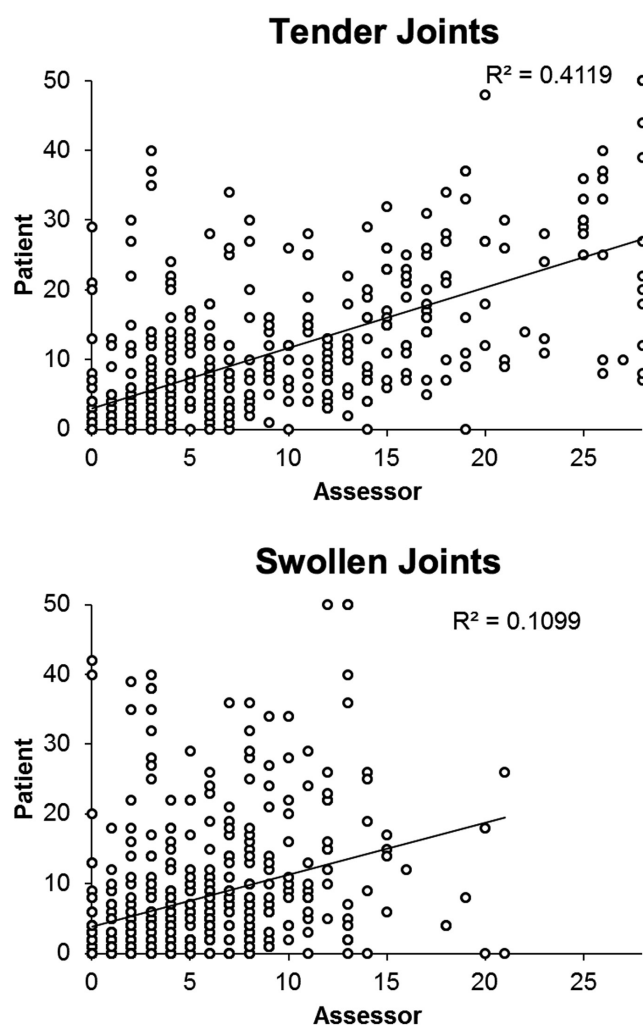 Tender Joints
R² = 0.4119
50
40
30
20
10
0
Patient
0 5 10 15 20 25
Assessor
Swollen Joints
R² = 0.1099
50
40
30
20
10
0
Patient
0 5 10 15 20 25
Assessor